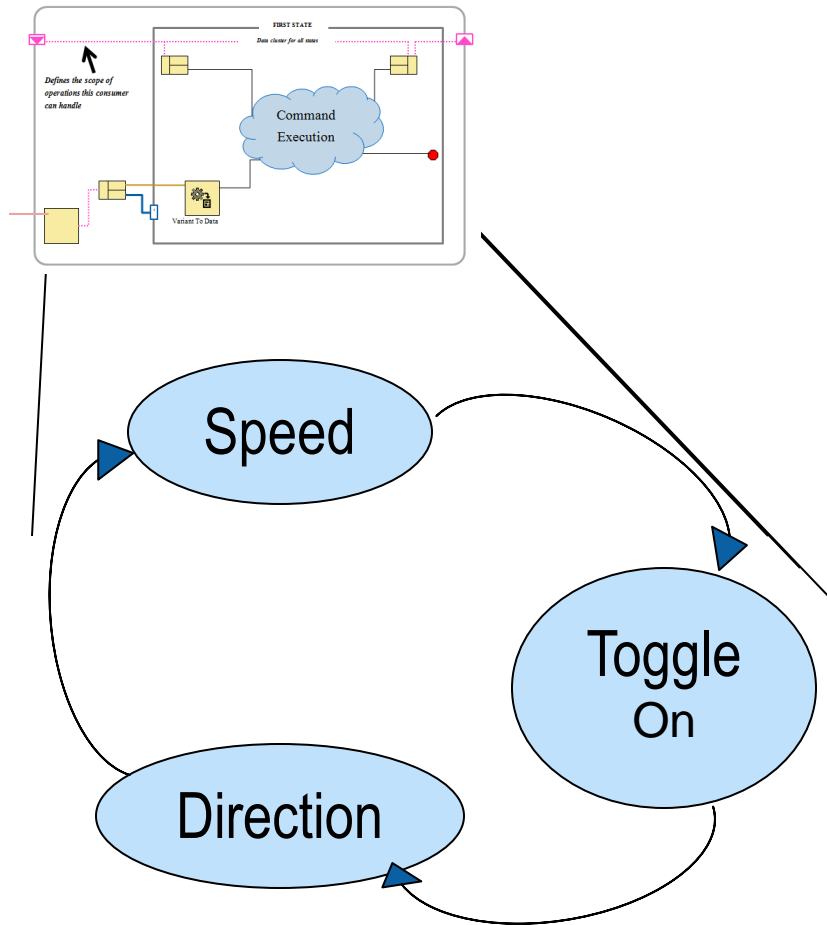 FIRST STATE
Data cluster for all states
Defines the scope of
operations this consumer
can handle
Command
Execution
Variant To Data
Speed
Toggle
On
Direction